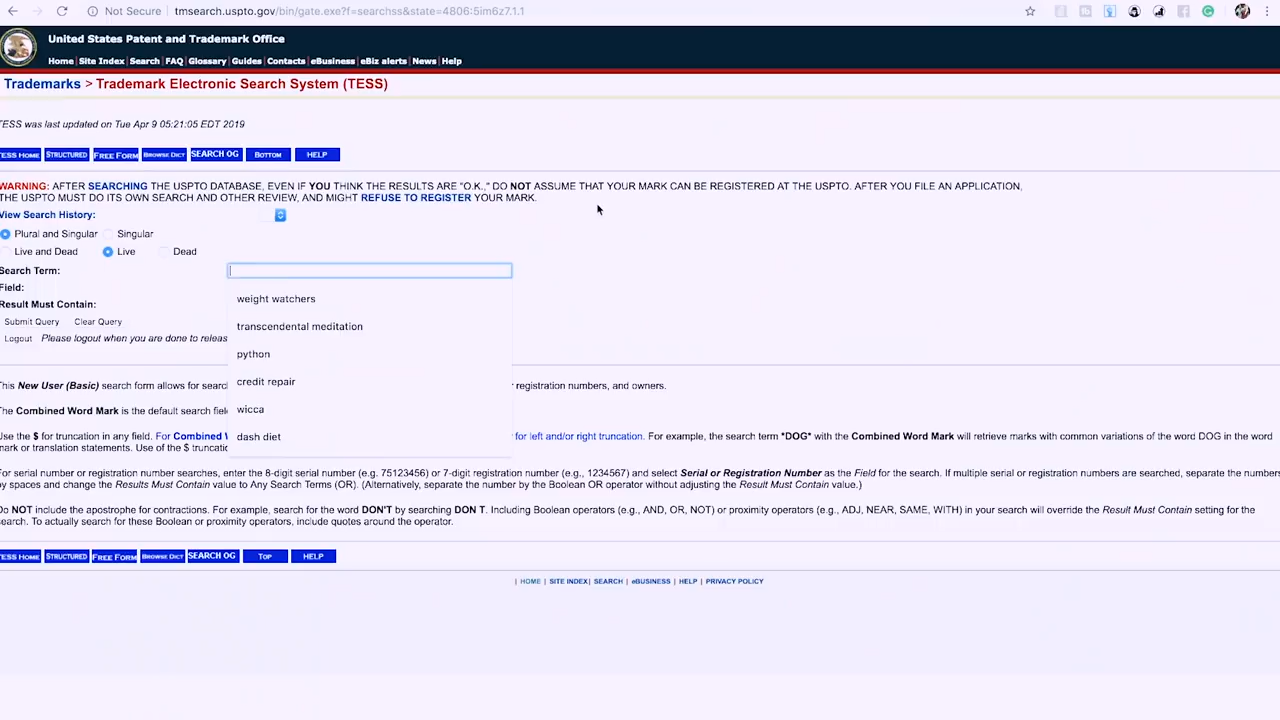 Not Secure | tmsearch.uspto.gov/bin/gate.exe?f=searchss&state=4806:5im6z7.1.1
United States Patent and Trademark Office
Home | Site Index | Search | FAQ | Glossary | Guides | Contacts | eBusiness | eBiz alerts | News | Help
Trademarks > Trademark Electronic Search System (TESS)
TESS was last updated on Tue Apr 9 05:21:05 EDT 2019
TESS HOME STRUCTURED FREE FORM BROWSE DICT SEARCH OG BOTTOM HELP
WARNING: AFTER SEARCHING THE USPTO DATABASE, EVEN IF YOU THINK THE RESULTS ARE "O.K.," DO NOT ASSUME THAT YOUR MARK CAN BE REGISTERED AT THE USPTO. AFTER YOU FILE AN APPLICATION,
THE USPTO MUST DO ITS OWN SEARCH AND OTHER REVIEW, AND MIGHT REFUSE TO REGISTER YOUR MARK.
View Search History:
Plural and Singular Singular
Live and Dead Live Dead
Search Term:
Field:
Result Must Contain:
Submit Query Clear Query
Logout Please logout when you are done to releas
weight watchers
transcendental meditation
python
credit repair
wicca
dash diet
This New User (Basic) search form allows for searc r registration numbers, and owners.
The Combined Word Mark is the default search fiel
Use the $ for truncation in any field. For Combined W for left and/or right truncation. For example, the search term *DOG* with the Combined Word Mark will retrieve marks with common variations of the word DOG in the word
mark or translation statements. Use of the $ truncatio
For serial number or registration number searches, enter the 8-digit serial number (e.g. 75123456) or 7-digit registration number (e.g., 1234567) and select Serial or Registration Number as the Field for the search. If multiple serial or registration numbers are searched, separate the numbers
by spaces and change the Results Must Contain value to Any Search Terms (OR). (Alternatively, separate the number by the Boolean OR operator without adjusting the Result Must Contain value.)
Do NOT include the apostrophe for contractions. For example, search for the word DON'T by searching DON T. Including Boolean operators (e.g., AND, OR, NOT) or proximity operators (e.g., ADJ, NEAR, SAME, WITH) in your search will override the Result Must Contain setting for the
search. To actually search for these Boolean or proximity operators, include quotes around the operator.
TESS HOME STRUCTURED FREE FORM BROWSE DICT SEARCH OG TOP HELP
| HOME | SITE INDEX| SEARCH | eBUSINESS | HELP | PRIVACY POLICY